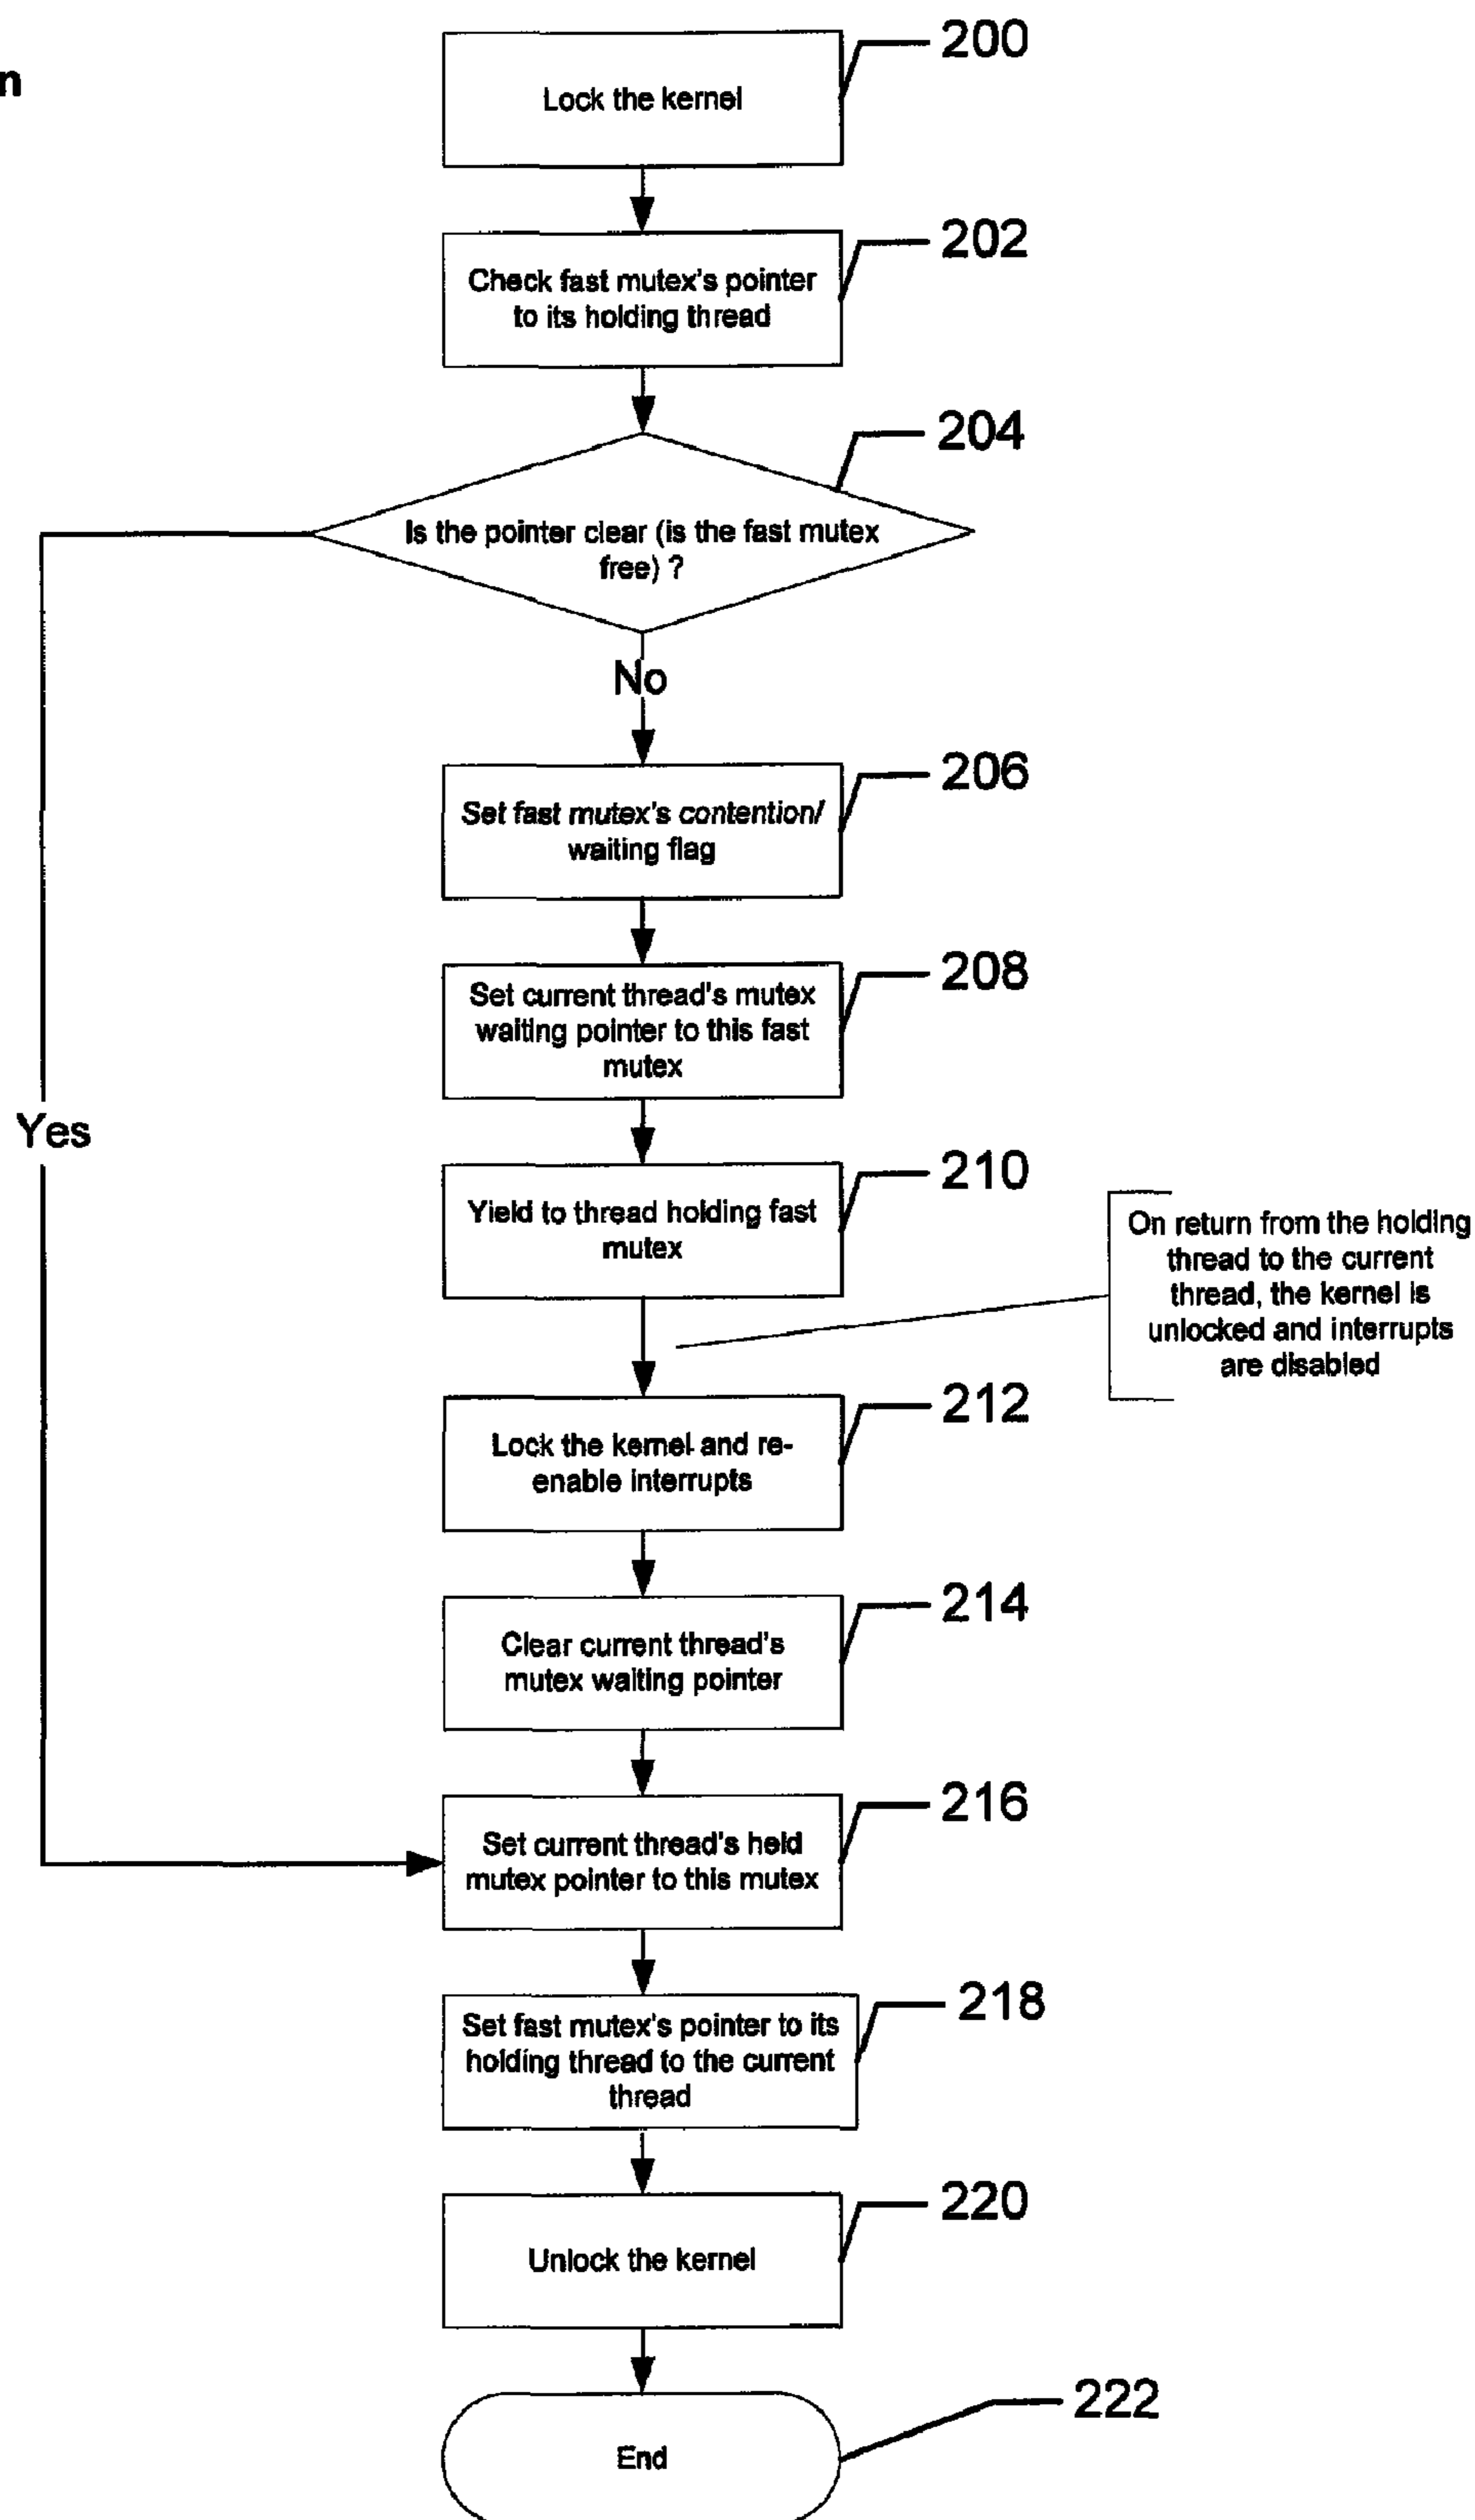 n
200
Lock the kernel
202
Check fast mutex's pointer
to its holding thread
204
Is the pointer clear (is the fast mutex
free) ?
No
206
Set fast mutex's contention/
waiting flag
208
Set current thread's mutex
waiting pointer to this fast
mutex
Yes
210
Yield to thread holding fast
mutex
On return from the holding
thread to the current
thread, the kernel is
unlocked and interrupts
are disabled
212
Lock the kernel and re-
enable interrupts
214
Clear current thread's
mutex waiting pointer
216
Set current thread's held
mutex pointer to this mutex
218
Set fast mutex's pointer to its
holding thread to the current
thread
220
Unlock the kernel
222
End